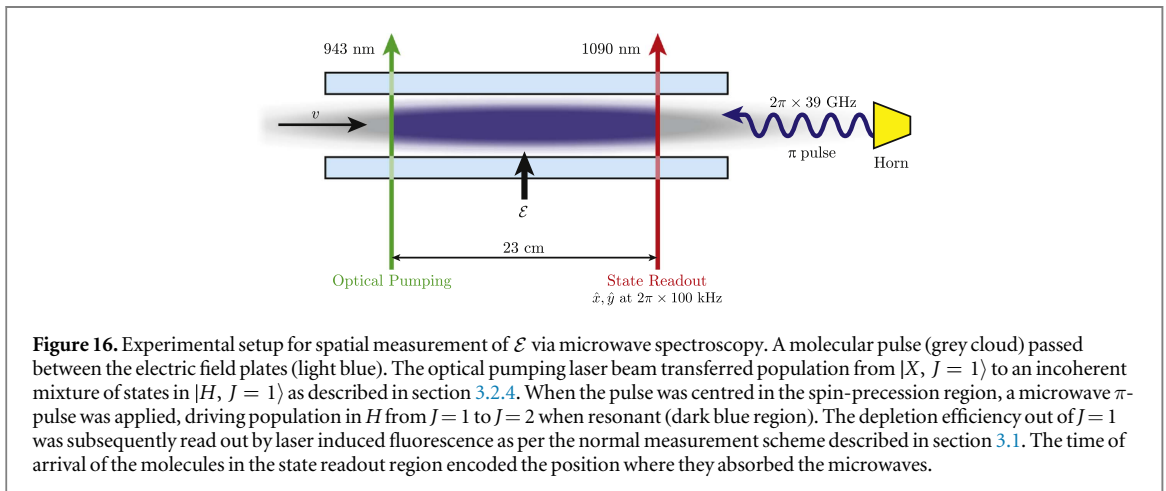 943 nm
1090 nm
v
2π × 39 GHz
π pulse
Horn
ℰ
23 cm
Optical Pumping
State Readout
x̂, ŷ at 2π × 100 kHz
Figure 16. Experimental setup for spatial measurement of ℰ via microwave spectroscopy. A molecular pulse (grey cloud) passed
between the electric field plates (light blue). The optical pumping laser beam transferred population from |X, J = 1⟩ to an incoherent
mixture of states in |H, J = 1⟩ as described in section 3.2.4. When the pulse was centred in the spin-precession region, a microwave π-
pulse was applied, driving population in H from J = 1 to J = 2 when resonant (dark blue region). The depletion efficiency out of J = 1
was subsequently read out by laser induced fluorescence as per the normal measurement scheme described in section 3.1. The time of
arrival of the molecules in the state readout region encoded the position where they absorbed the microwaves.